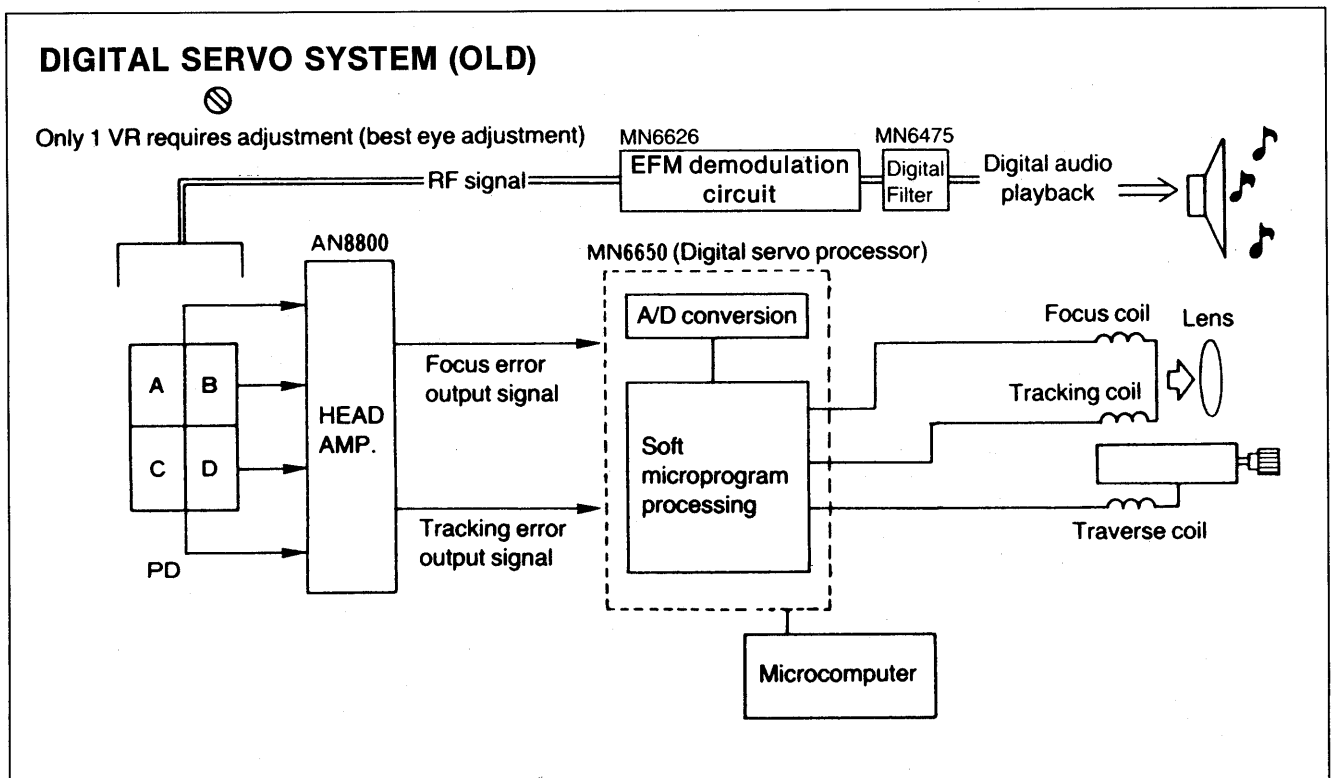 DIGITAL SERVO SYSTEM (OLD)
Only 1 VR requires adjustment (best eye adjustment)
MN6626
MN6475
RF signal
EFM demodulation
circuit
Digital
Filter
Digital audio
playback
AN8800
MN6650 (Digital servo processor)
A/D conversion
Focus coil
Lens
Focus error
output signal
A
B
HEAD
AMP.
Tracking coil
C
D
Soft
microprogram
processing
Tracking error
output signal
Traverse coil
PD
Microcomputer